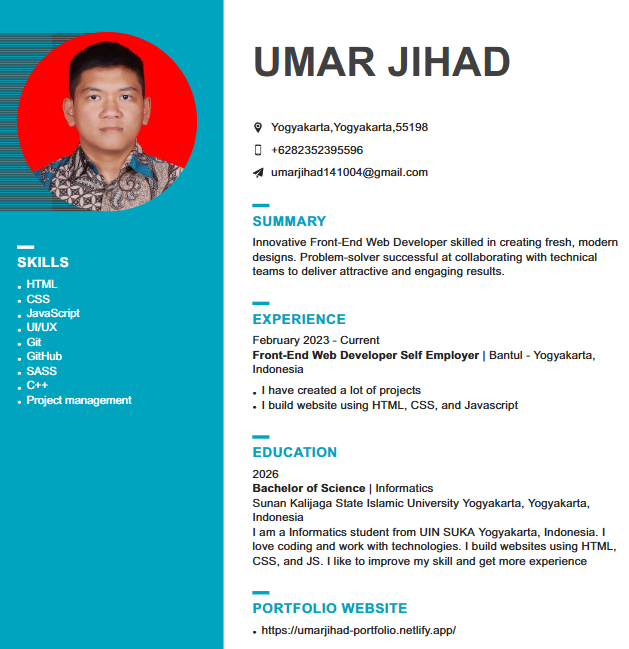 UMAR JIHAD
Yogyakarta,Yogyakarta,55198
+6282352395596
umarjihad141004@gmail.com
SKILLS
HTML
CSS
JavaScript
UI/UX
Git
GitHub
SASS
C++
Project management
SUMMARY
Innovative Front-End Web Developer skilled in creating fresh, modern
designs. Problem-solver successful at collaborating with technical
teams to deliver attractive and engaging results.
EXPERIENCE
February 2023 - Current
Front-End Web Developer Self Employer | Bantul - Yogyakarta,
Indonesia
I have created a lot of projects
I build website using HTML, CSS, and Javascript
EDUCATION
2026
Bachelor of Science | Informatics
Sunan Kalijaga State Islamic University Yogyakarta, Yogyakarta,
Indonesia
I am a Informatics student from UIN SUKA Yogyakarta, Indonesia. I
love coding and work with technologies. I build websites using HTML,
CSS, and JS. I like to improve my skill and get more experience
PORTFOLIO WEBSITE
https://umarjihad-portfolio.netlify.app/